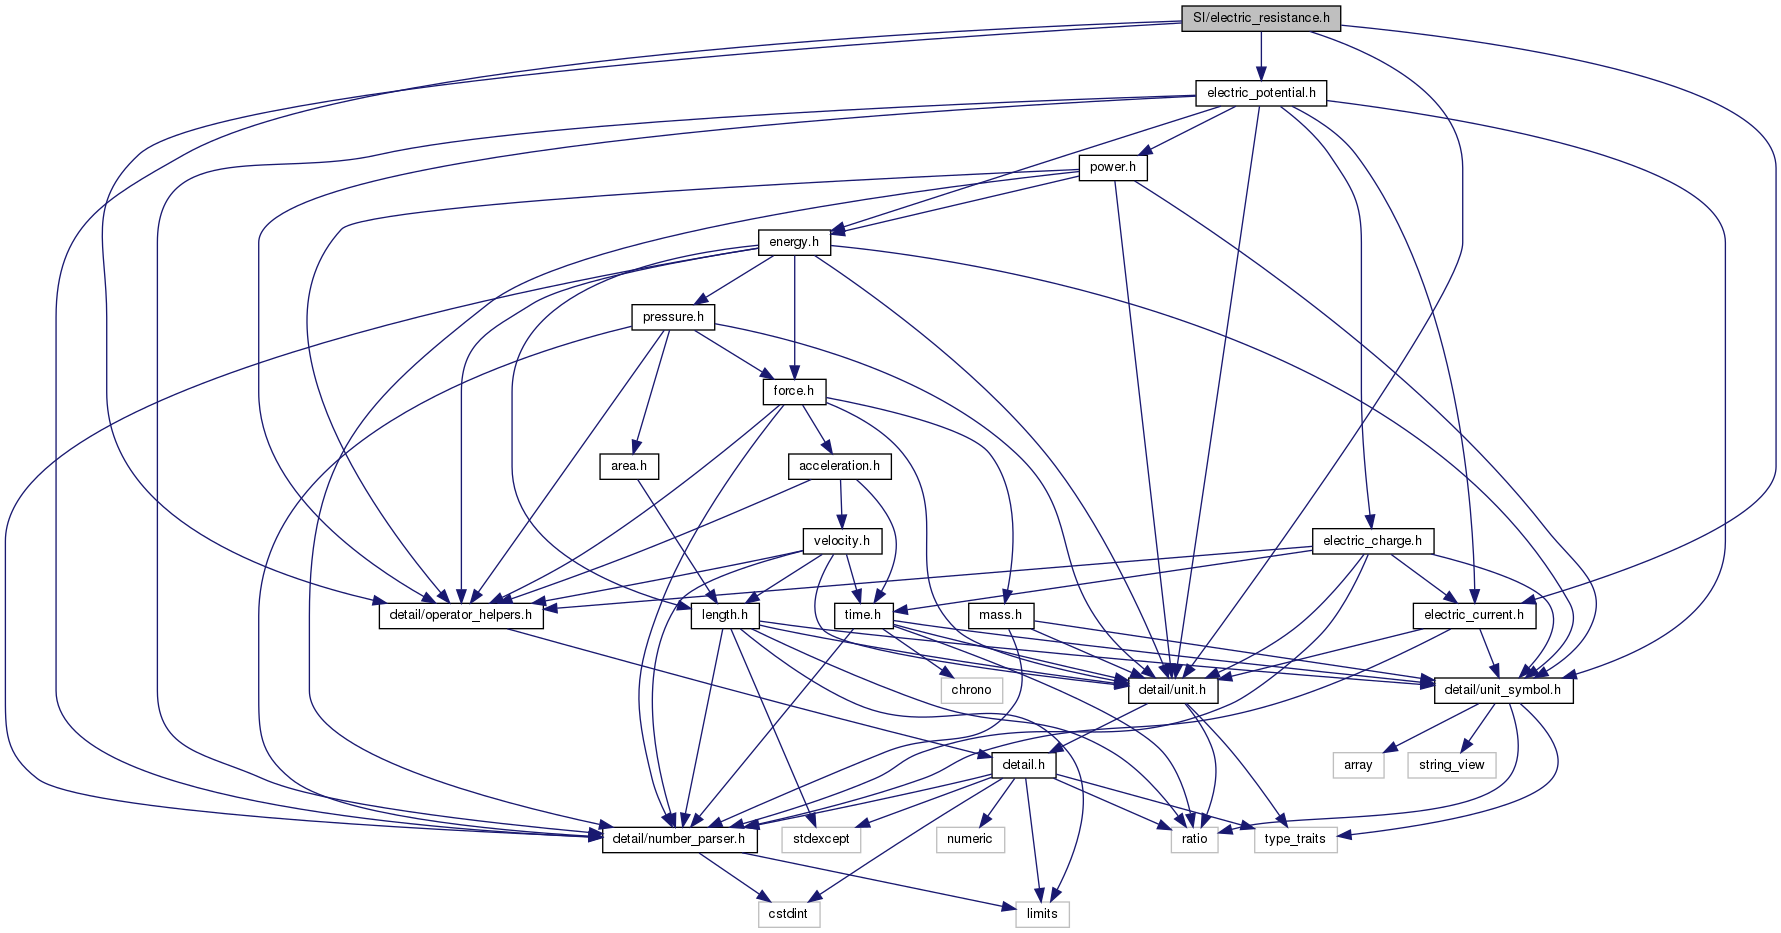 SI/electric_resistance.h
electric_potential.h
power.h
energy.h
pressure.h
force.h
area.h
acceleration.h
velocity.h
electric_charge.h
detail/operator_helpers.h
length.h
time.h
mass.h
electric_current.h
chrono
detail/unit.h
detail/unit_symbol.h
detail.h
array
string_view
detail/number_parser.h
stdexcept
numeric
ratio
type_traits
cstdint
limits